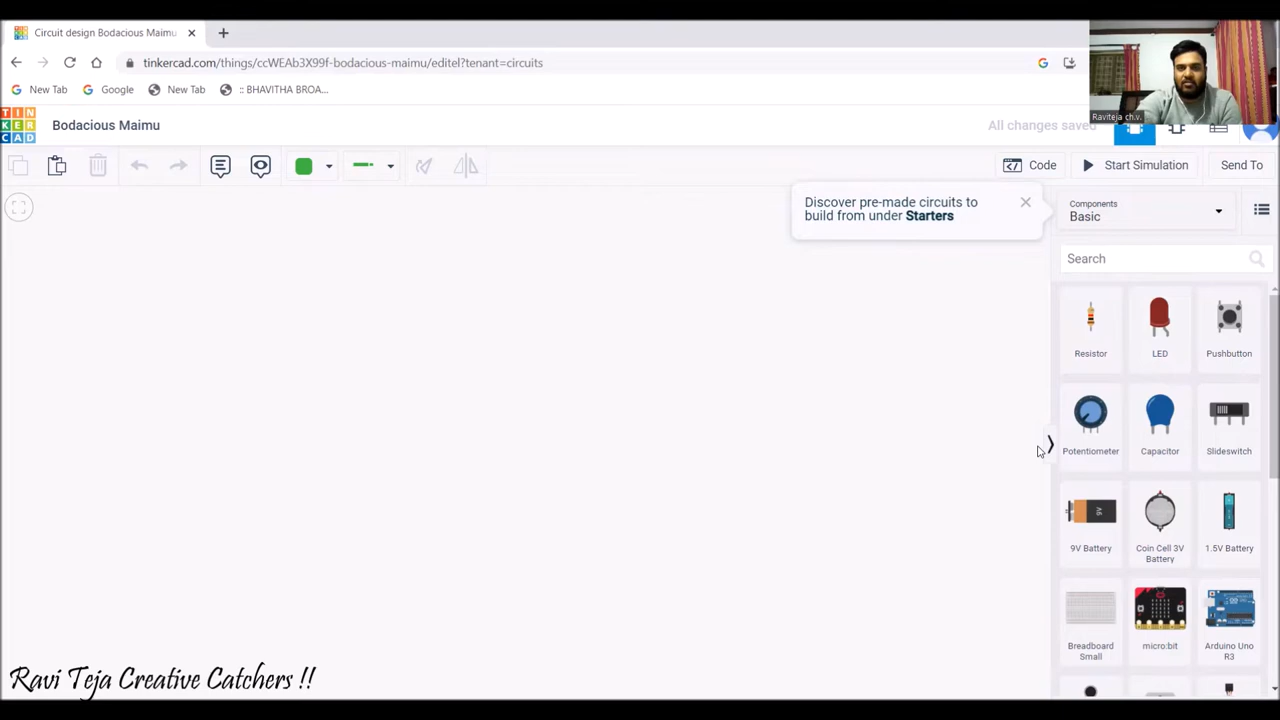 Circuit design Bodacious Maimu
tinkercad.com/things/ccWEAb3X99f-bodacious-maimu/editel?tenant=circuits
New Tab
Google
New Tab
:: BHAVITHA BROA...
Raviteja ch.v.
TIN
KER
CAD
Bodacious Maimu
All changes saved
Code
Start Simulation
Send To
Discover pre-made circuits to
build from under Starters
Components
Basic
Search
Resistor
LED
Pushbutton
Potentiometer
Capacitor
Slideswitch
9V
9V Battery
Coin Cell 3V
Battery
1.5V Battery
Breadboard
Small
micro:bit
Arduino Uno
R3
Ravi Teja Creative Catchers !!